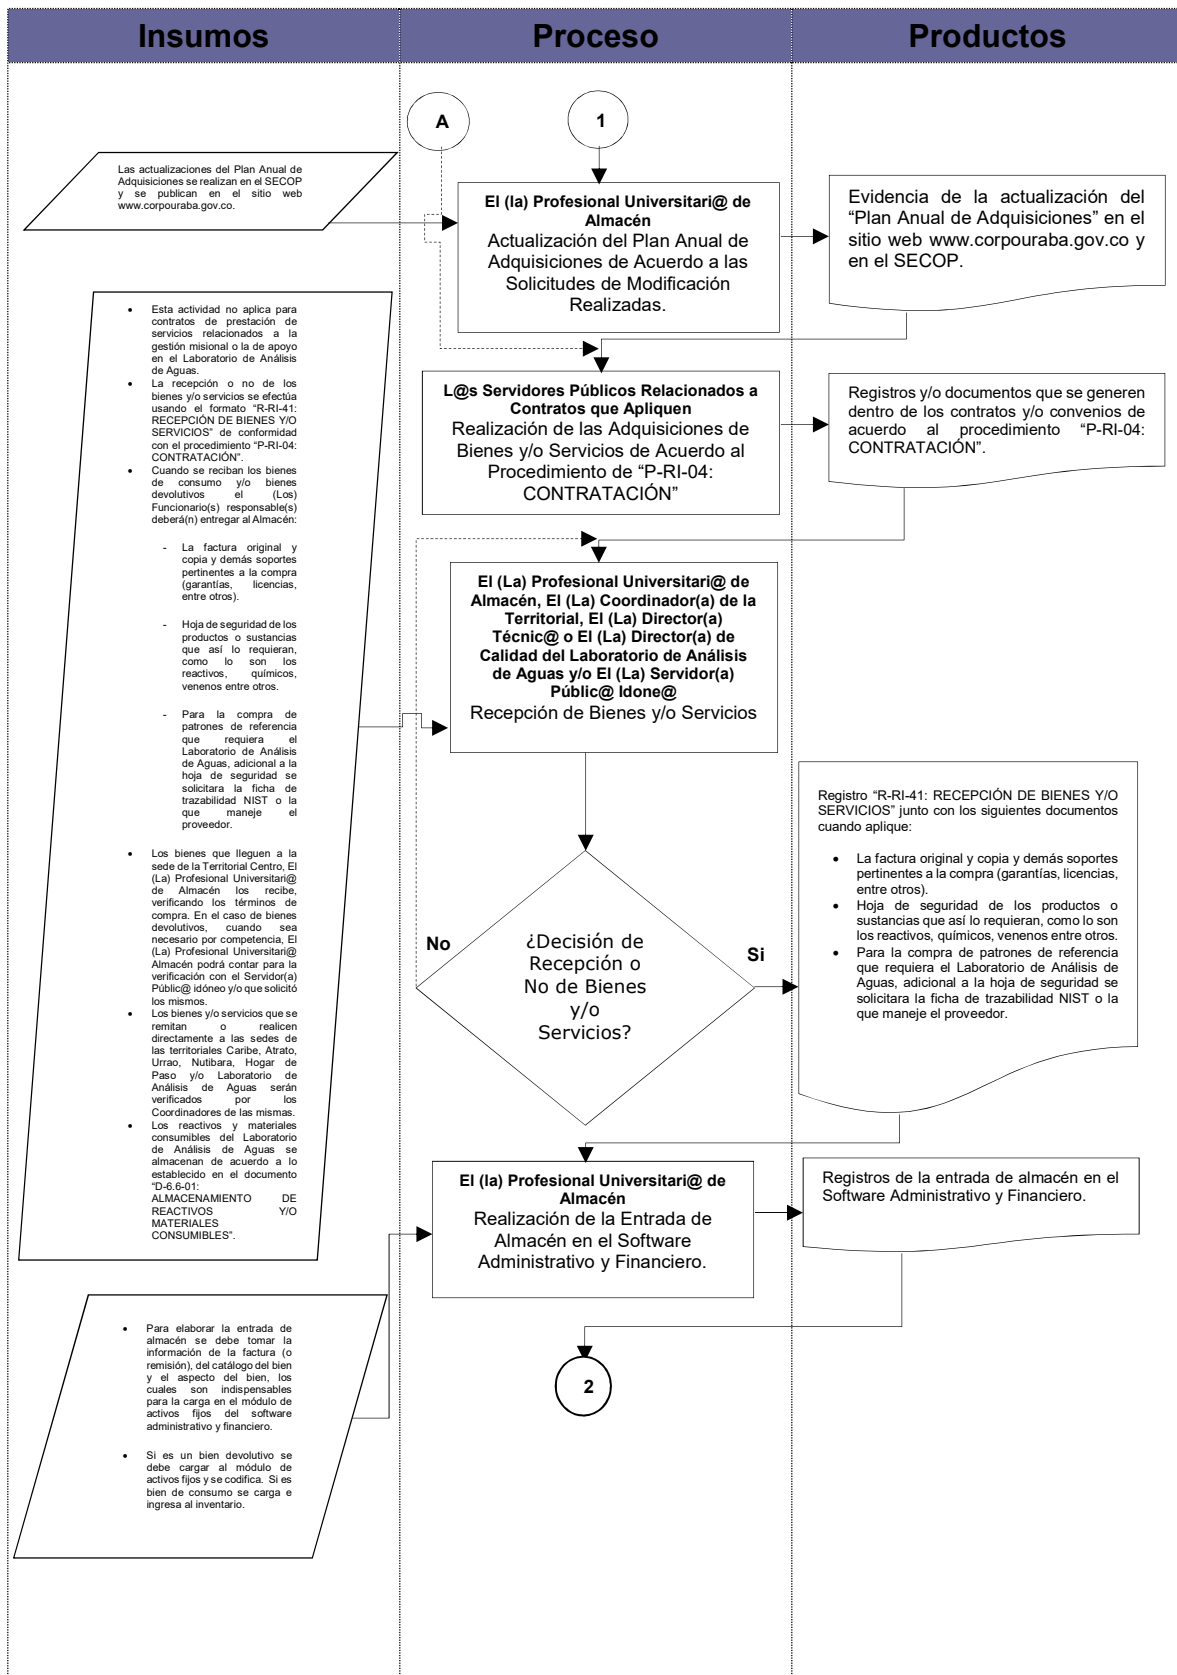 Insumos
Proceso
Productos
A
1
Las actualizaciones del Plan Anual de
Adquisiciones se realizan en el SECOP
y se publican en el sitio web
www.corpouraba.gov.co.
El (la) Profesional Universitari@ de
Almacén
Actualización del Plan Anual de
Adquisiciones de Acuerdo a las
Solicitudes de Modificación
Realizadas.
Evidencia de la actualización del
“Plan Anual de Adquisiciones” en el
sitio web www.corpouraba.gov.co y
en el SECOP.
• Esta actividad no aplica para
contratos de prestación de
servicios relacionados a la
gestión misional o la de apoyo
en el Laboratorio de Análisis
de Aguas.
• La recepción o no de los
bienes y/o servicios se efectúa
usando el formato “R-RI-41:
RECEPCIÓN DE BIENES Y/O
SERVICIOS” de conformidad
con el procedimiento “P-RI-04:
CONTRATACIÓN”.
• Cuando se reciban los bienes
de consumo y/o bienes
devolutivos el (Los)
Funcionario(s) responsable(s)
deberá(n) entregar al Almacén:
- La factura original y
copia y demás soportes
pertinentes a la compra
(garantías, licencias,
entre otros).
- Hoja de seguridad de los
productos o sustancias
que así lo requieran,
como lo son los
reactivos, químicos,
venenos entre otros.
- Para la compra de
patrones de referencia
que requiera el
Laboratorio de Análisis
de Aguas, adicional a la
hoja de seguridad se
solicitara la ficha de
trazabilidad NIST o la
que maneje el
proveedor.
• Los bienes que lleguen a la
sede de la Territorial Centro, El
(La) Profesional Universitari@
de Almacén los recibe,
verificando los términos de
compra. En el caso de bienes
devolutivos, cuando sea
necesario por competencia, El
(La) Profesional Universitari@
Almacén podrá contar para la
verificación con el Servidor(a)
Públic@ idóneo y/o que solicitó
los mismos.
• Los bienes y/o servicios que se
remitan o realicen
directamente a las sedes de
las territoriales Caribe, Atrato,
Urrao, Nutibara, Hogar de
Paso y/o Laboratorio de
Análisis de Aguas serán
verificados por los
Coordinadores de las mismas.
• Los reactivos y materiales
consumibles del Laboratorio
de Análisis de Aguas se
almacenan de acuerdo a lo
establecido en el documento
“D-6.6-01:
ALMACENAMIENTO DE
REACTIVOS Y/O
MATERIALES
CONSUMIBLES”.
L@s Servidores Públicos Relacionados a
Contratos que Apliquen
Realización de las Adquisiciones de
Bienes y/o Servicios de Acuerdo al
Procedimiento de “P-RI-04:
CONTRATACIÓN”
Registros y/o documentos que se generen
dentro de los contratos y/o convenios de
acuerdo al procedimiento “P-RI-04:
CONTRATACIÓN”.
El (La) Profesional Universitari@ de
Almacén, El (La) Coordinador(a) de la
Territorial, El (La) Director(a)
Técnic@ o El (La) Director(a) de
Calidad del Laboratorio de Análisis
de Aguas y/o El (La) Servidor(a)
Públic@ Idone@
Recepción de Bienes y/o Servicios
No
¿Decisión de
Recepción o
No de Bienes
y/o
Servicios?
Si
Registro “R-RI-41: RECEPCIÓN DE BIENES Y/O
SERVICIOS” junto con los siguientes documentos
cuando aplique:
• La factura original y copia y demás soportes
pertinentes a la compra (garantías, licencias,
entre otros).
• Hoja de seguridad de los productos o
sustancias que así lo requieran, como lo son
los reactivos, químicos, venenos entre otros.
• Para la compra de patrones de referencia
que requiera el Laboratorio de Análisis de
Aguas, adicional a la hoja de seguridad se
solicitara la ficha de trazabilidad NIST o la
que maneje el proveedor.
El (la) Profesional Universitari@ de
Almacén
Realización de la Entrada de
Almacén en el Software
Administrativo y Financiero.
Registros de la entrada de almacén en el
Software Administrativo y Financiero.
• Para elaborar la entrada de
almacén se debe tomar la
información de la factura (o
remisión), del catálogo del bien
y el aspecto del bien, los
cuales son indispensables
para la carga en el módulo de
activos fijos del software
administrativo y financiero.
• Si es un bien devolutivo se
debe cargar al módulo de
activos fijos y se codifica. Si es
bien de consumo se carga e
ingresa al inventario.
2